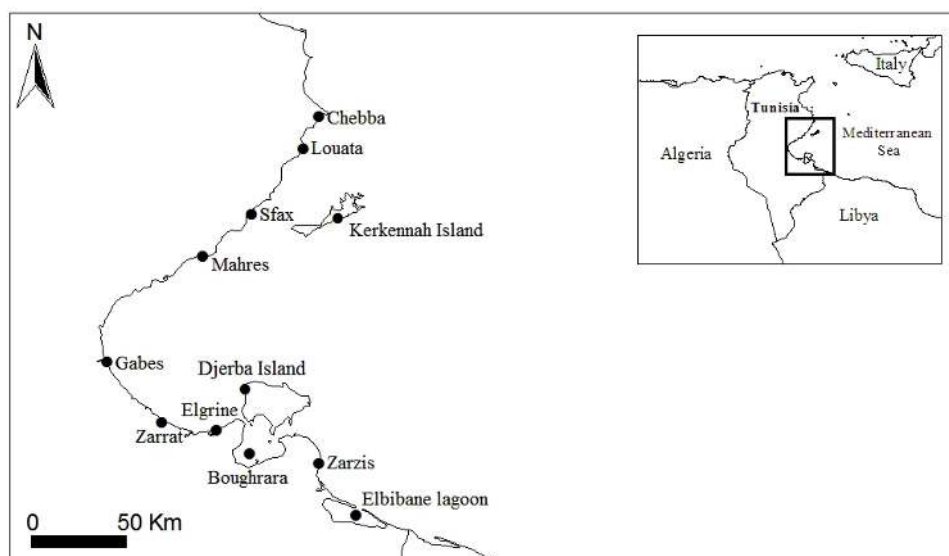 N
Chebba
Louata
Sfax
Kerkennah Island
Mahres
Gabes
Djerba Island
Elgrine
Zarrat
Boughrara
Zarzis
Elbibane lagoon
0 50 Km
Italy
Tunisia
Mediterranean
Sea
Algeria
Libya